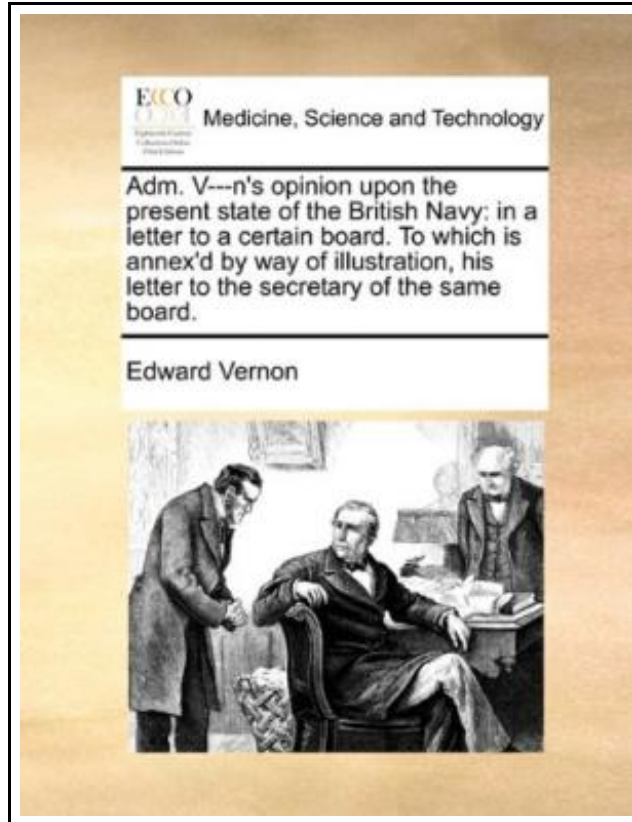 ECCO
Medicine, Science and Technology
Adm. V---n's opinion upon the
present state of the British Navy: in a
letter to a certain board. To which is
annex'd by way of illustration, his
letter to the secretary of the same
board.
Edward Vernon